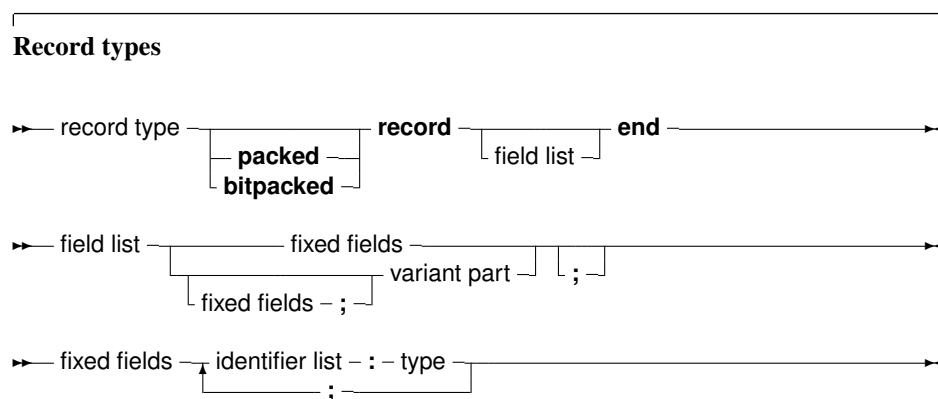 Record types
record type packed bitpacked record field list end
field list fixed fields fixed fields ; variant part ;
fixed fields identifier list : type ;